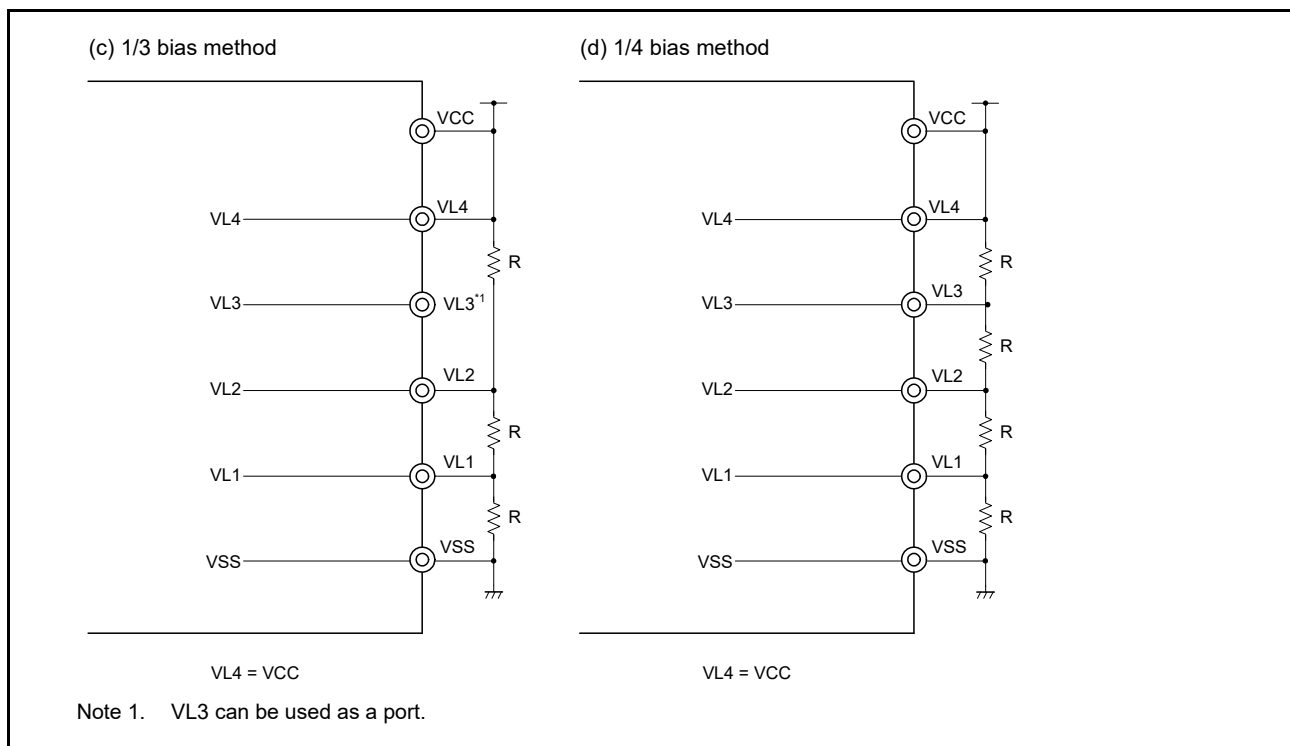 (c) 1/3 bias method
VCC
VL4 VL4
R
VL3 VL3*1
VL2 VL2
R
VL1 VL1
R
VSS VSS
VL4 = VCC
(d) 1/4 bias method
VCC
VL4 VL4
R
VL3 VL3
R
VL2 VL2
R
VL1 VL1
R
VSS VSS
VL4 = VCC
Note 1. VL3 can be used as a port.